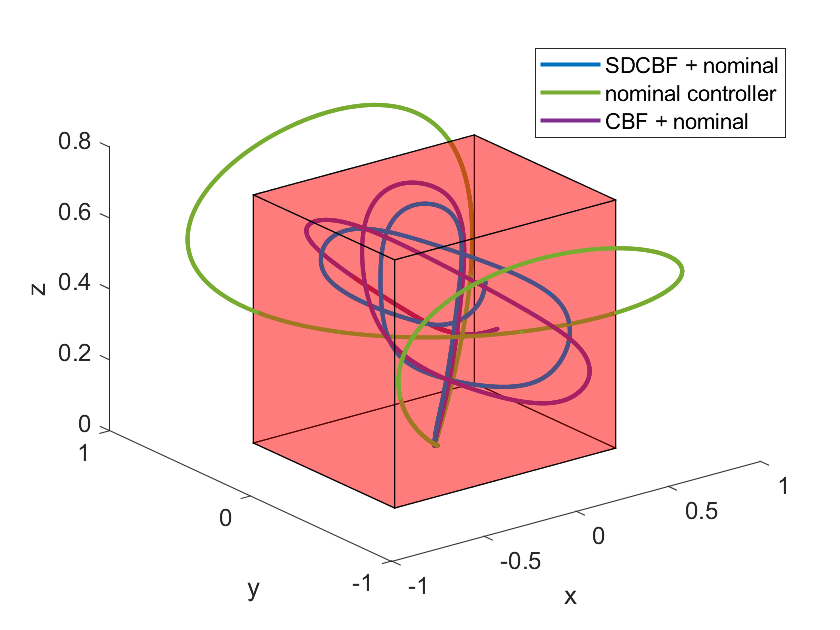 SDCBF + nominal
nominal controller
CBF + nominal
0.8
0.6
0.4
0.2
0
z
1
0
-1
y
-1
-0.5
0
0.5
1
x